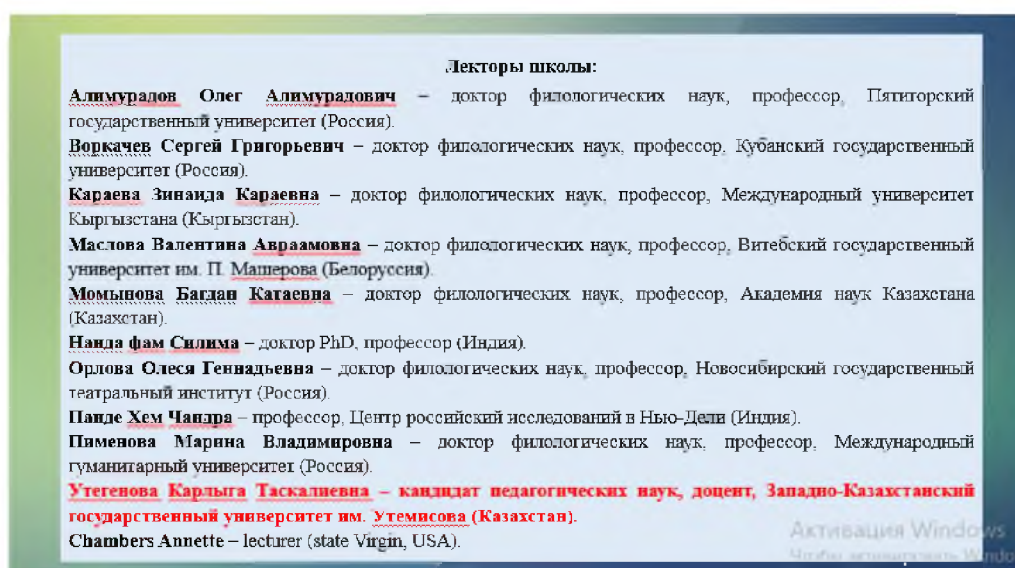 Лекторы школы:
Алимурадов Олег Алимурадович – доктор филологических наук, профессор, Пятигорский
государственный университет (Россия).
Воркачев Сергей Григорьевич – доктор филологических наук, профессор, Кубанский государственный
университет (Россия).
Караева Зинаида Караевна – доктор филологических наук, профессор, Международный университет
Кыргызстана (Кыргызстан).
Маслова Валентина Авраамовна – доктор филологических наук, профессор, Витебский государственный
университет им. П. Машерова (Белоруссия).
Момынова Багдан Катаевна – доктор филологических наук, профессор, Академия наук Казахстана
(Казахстан).
Нанда фам Силима – доктор PhD, профессор (Индия).
Орлова Олеся Геннадьевна – доктор филологических наук, профессор, Новосибирский государственный
театральный институт (Россия).
Панде Хем Чандра – профессор, Центр российский исследований в Нью-Дели (Индия).
Пименова Марина Владимировна – доктор филологических наук, профессор, Международный
гуманитарный университет (Россия).
Утегенова Карлыга Таскалиевна – кандидат педагогических наук, доцент, Западно-Казахстанский
государственный университет им. Утемисова (Казахстан).
Chambers Annette – lecturer (state Virgin, USA).
Активация Windows
Чтобы активировать Windo